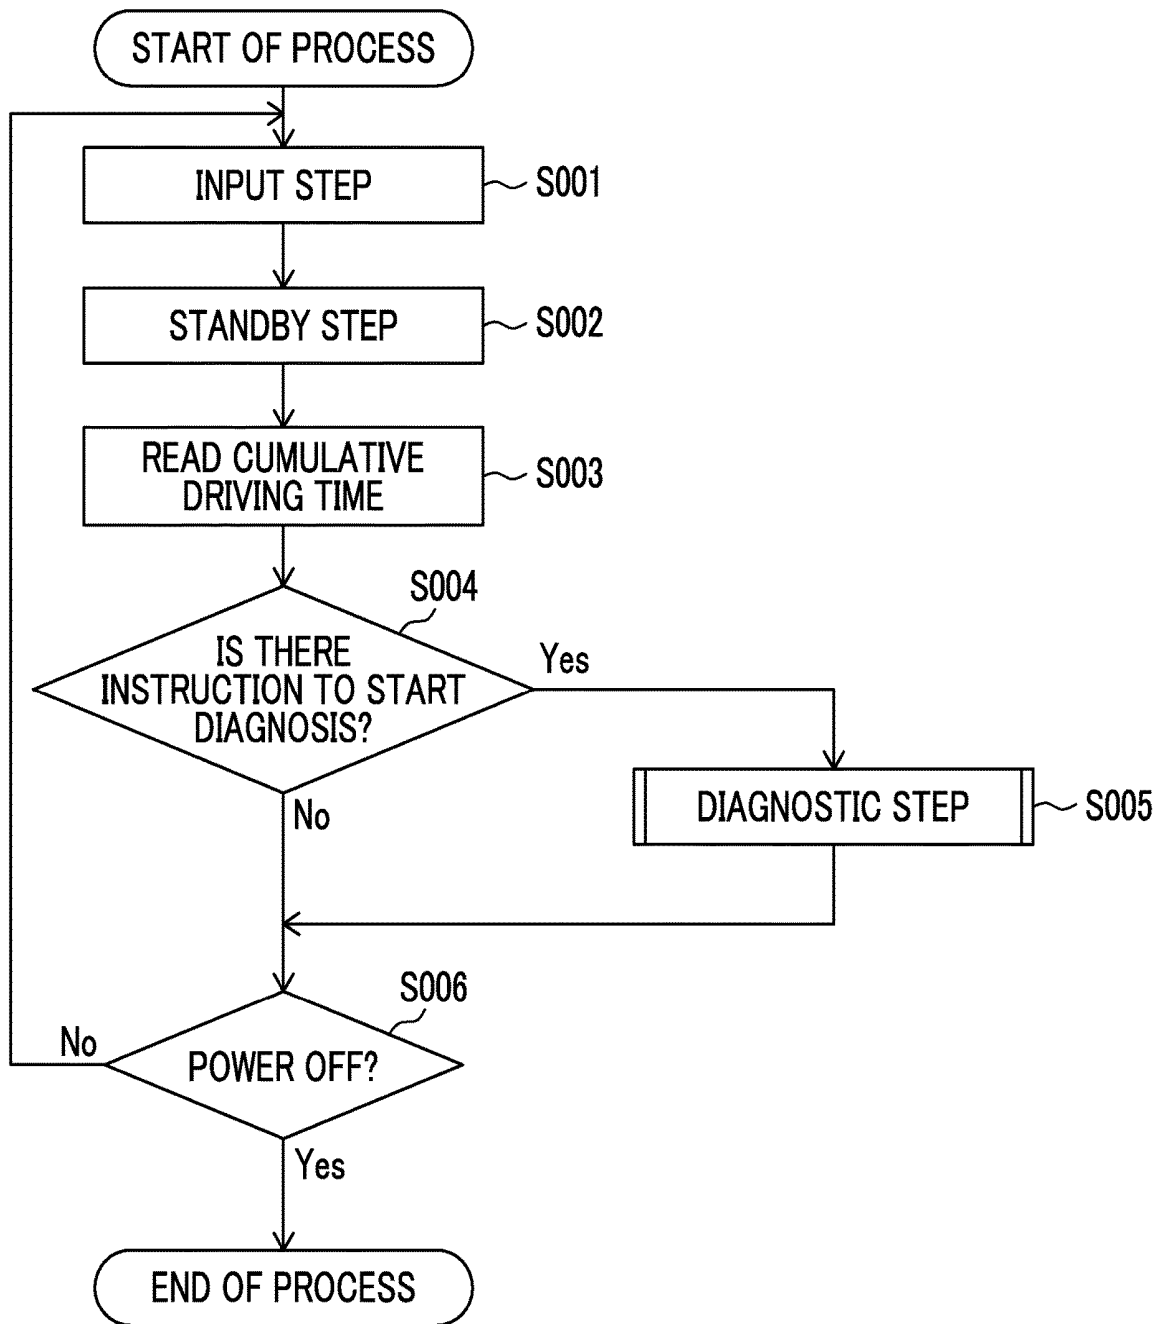 START OF PROCESS
INPUT STEP
S001
STANDBY STEP
S002
READ CUMULATIVE
DRIVING TIME
S003
S004
IS THERE
INSTRUCTION TO START
DIAGNOSIS?
Yes
No
DIAGNOSTIC STEP
S005
S006
No
POWER OFF?
Yes
END OF PROCESS